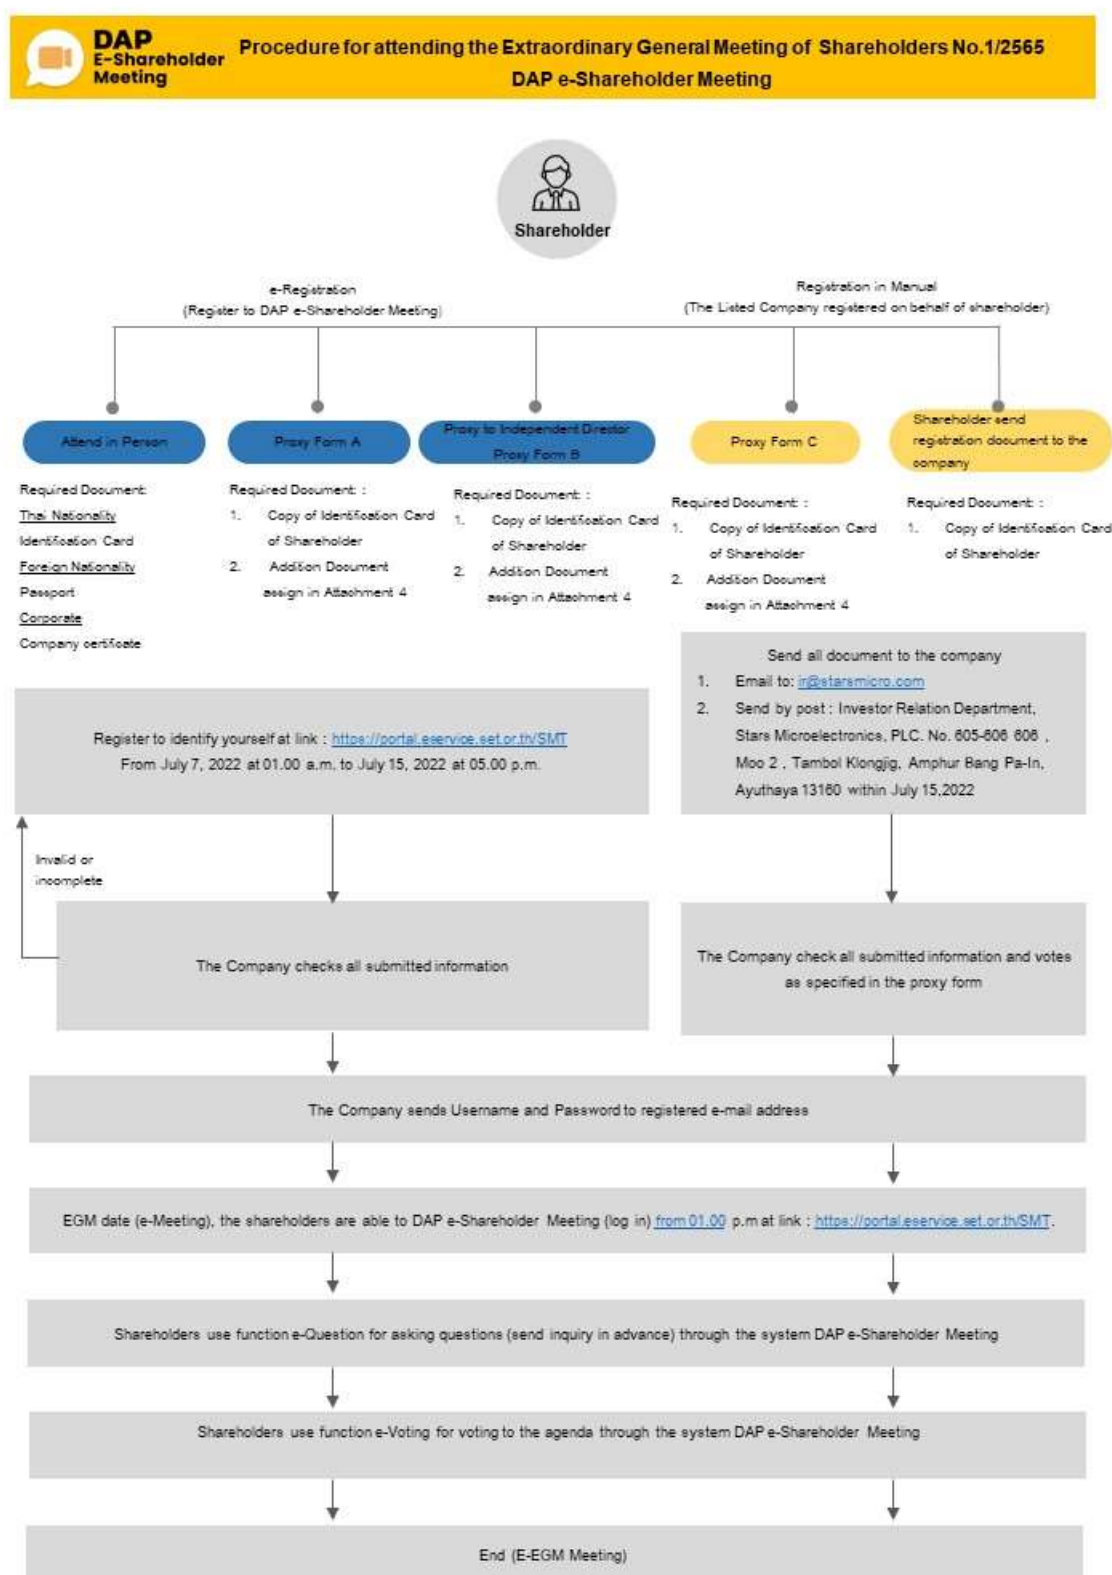 DAP
E-Shareholder
Meeting
Procedure for attending the Extraordinary General Meeting of Shareholders No.1/2565
DAP e-Shareholder Meeting
Shareholder
e-Registration
(Register to DAP e-Shareholder Meeting)
Registration in Manual
(The Listed Company registered on behalf of shareholder)
Attend in Person
Proxy Form A
Proxy to Independent Director
Proxy Form B
Proxy Form C
Shareholder send
registration document to the
company
Required Document:
Thai Nationality
Identification Card
Foreign Nationality
Passport
Corporate
Company certificate
Required Document: :
1. Copy of Identification Card
of Shareholder
2. Addition Document
assign in Attachment 4
Required Document: :
1. Copy of Identification Card
of Shareholder
2. Addition Document
assign in Attachment 4
Required Document: :
1. Copy of Identification Card
of Shareholder
2. Addition Document
assign in Attachment 4
Required Document: :
1. Copy of Identification Card
of Shareholder
Register to identify yourself at link : https://portal.eservice.set.or.th/SMT
From July 7, 2022 at 01.00 a.m. to July 15, 2022 at 05.00 p.m.
Send all document to the company
1. Email to: ir@starsmicro.com
2. Send by post : Investor Relation Department,
Stars Microelectronics, PLC. No. 605-606 606 ,
Moo 2 , Tambol Klongjig, Amphur Bang Pa-In,
Ayuthaya 13160 within July 15,2022
Invalid or
incomplete
The Company checks all submitted information
The Company check all submitted information and votes
as specified in the proxy form
The Company sends Username and Password to registered e-mail address
EGM date (e-Meeting), the shareholders are able to DAP e-Shareholder Meeting (log in) from 01.00 p.m at link : https://portal.eservice.set.or.th/SMT.
Shareholders use function e-Question for asking questions (send inquiry in advance) through the system DAP e-Shareholder Meeting
Shareholders use function e-Voting for voting to the agenda through the system DAP e-Shareholder Meeting
End (E-EGM Meeting)